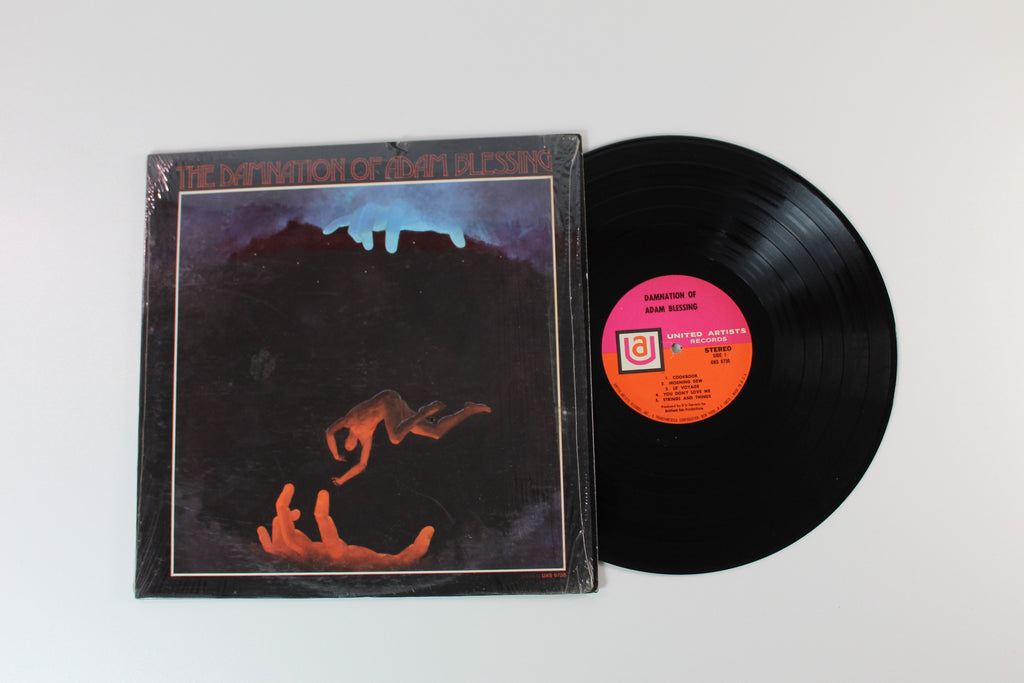 THE DAMNATION OF ADAM BLESSING
UAS 6738
DAMNATION OF
ADAM BLESSING
UNITED ARTISTS
RECORDS
ua
STEREO
SIDE 1
UAS 6738
1. COOKBOOK
2. MORNING DEW
3. LE VOYAGE
4. YOU DON'T LOVE ME
5. STRINGS AND THINGS